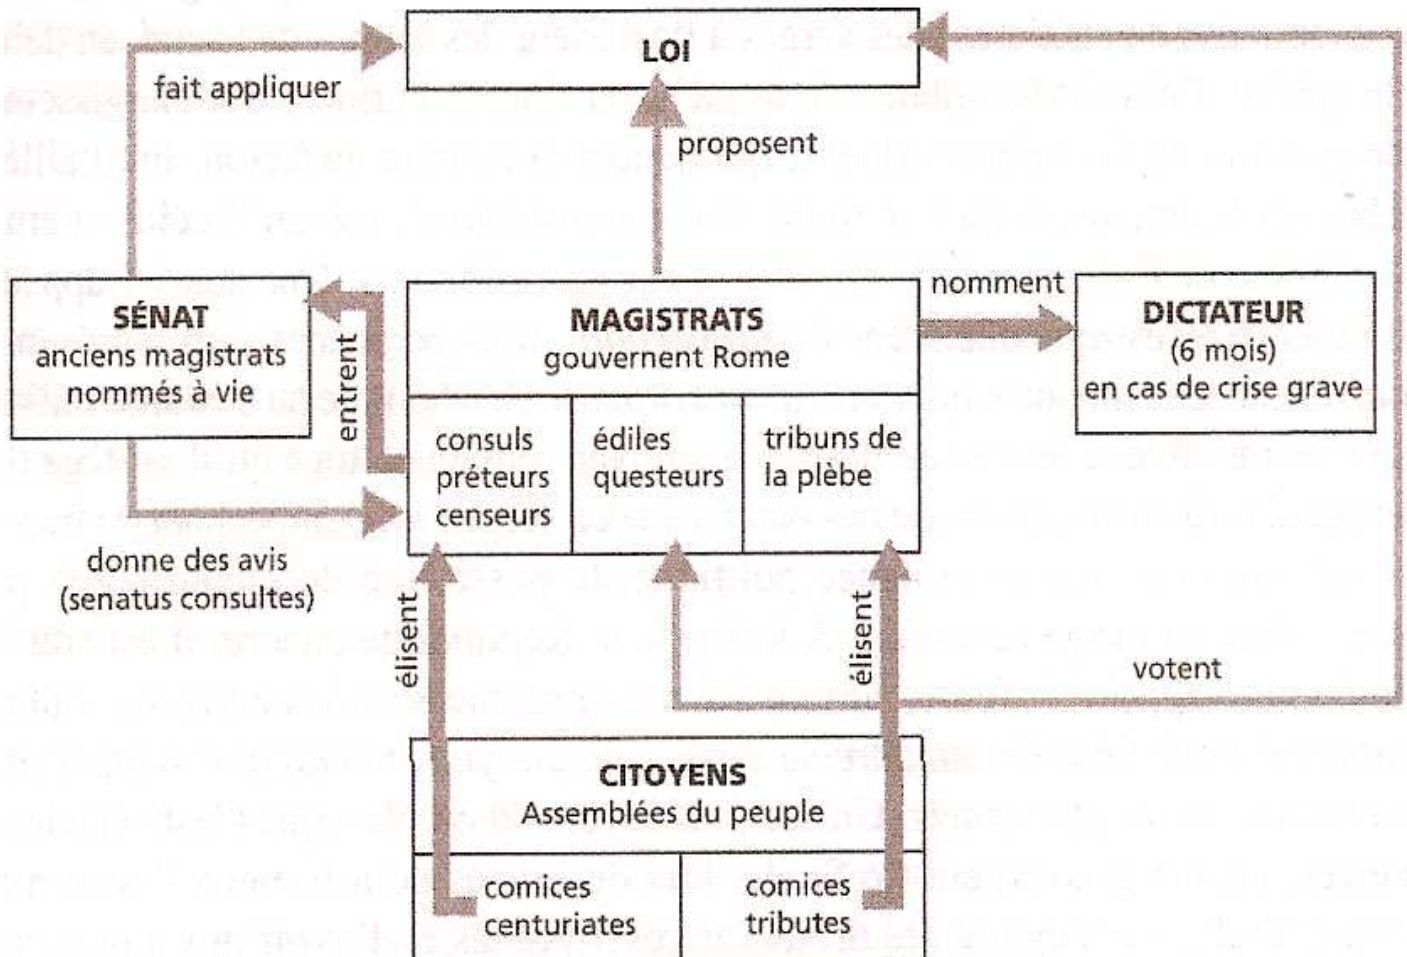 LOI
fait appliquer
proposent
SÉNAT
anciens magistrats
nommés à vie
entrent
MAGISTRATS
gouvernent Rome
nomment
DICTATEUR
(6 mois)
en cas de crise grave
consuls
préteurs
censeurs
édiles
questeurs
tribuns de
la plèbe
donne des avis
(senatus consultes)
élisent
élisent
votent
CITOYENS
Assemblées du peuple
comices
centuriates
comices
tributes